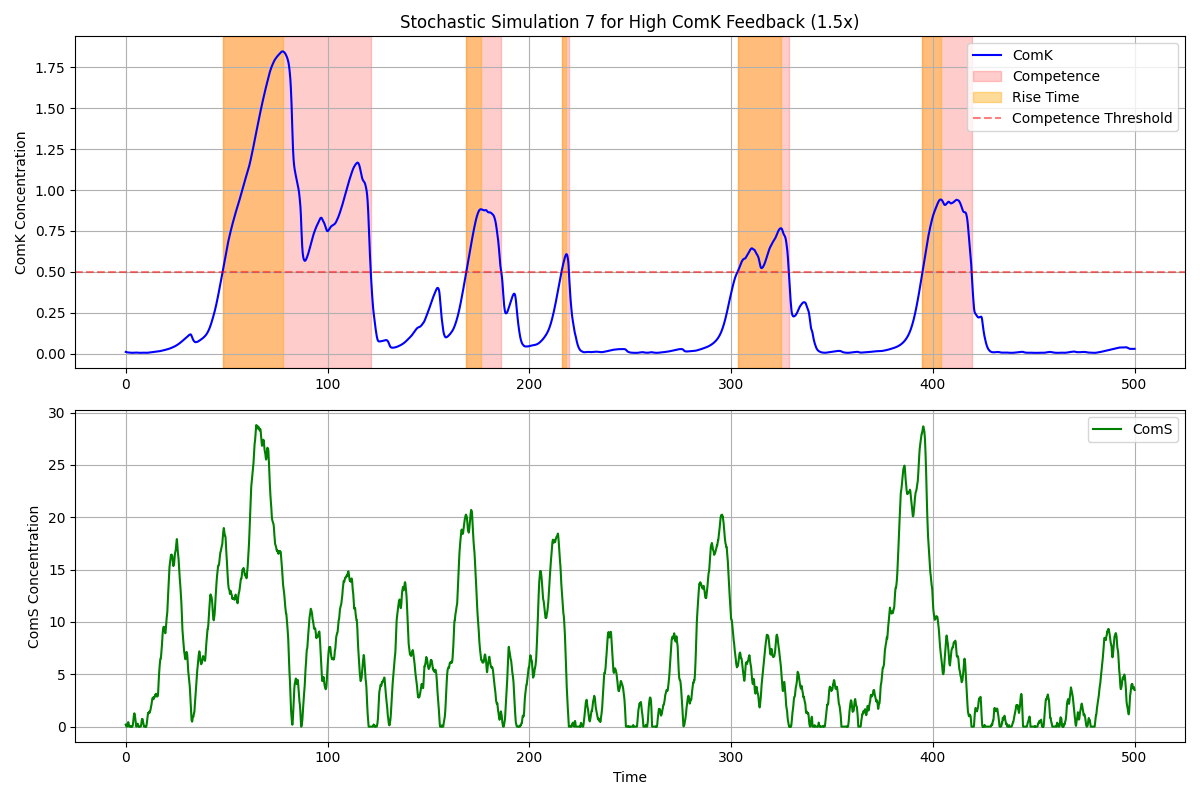 Stochastic Simulation 7 for High ComK Feedback (1.5x)
ComK Concentration
1.75
1.50
1.25
1.00
0.75
0.50
0.25
0.00
ComK
Competence
Rise Time
Competence Threshold
0 100 200 300 400 500
ComS Concentration
30
25
20
15
10
5
0
ComS
0 100 200 300 400 500
Time